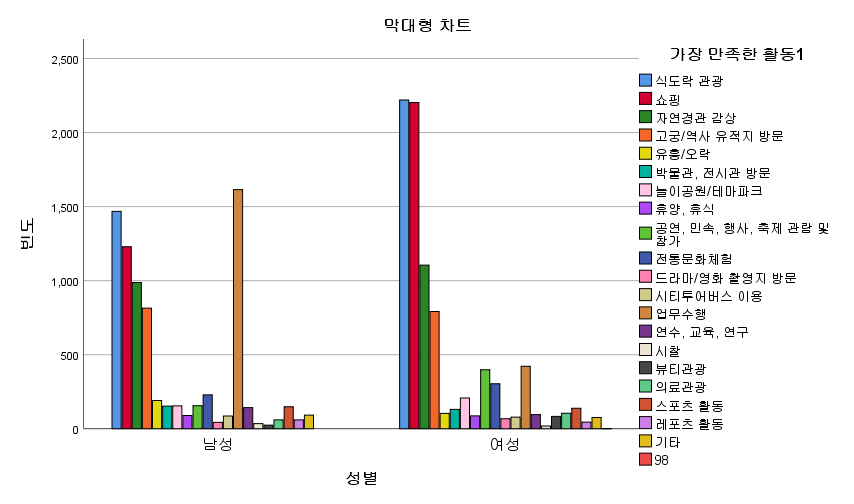 막대형 차트
2,500
2,000
1,500
1,000
500
0
빈도
남성
여성
성별
가장 만족한 활동1
식도락 관광
쇼핑
자연경관 감상
고궁/역사 유적지 방문
유흥/오락
박물관, 전시관 방문
놀이공원/테마파크
휴양, 휴식
공연, 민속, 행사, 축제 관람 및
참가
전통문화체험
드라마/영화 촬영지 방문
시티투어버스 이용
업무수행
연수, 교육, 연구
시찰
뷰티관광
의료관광
스포츠 활동
레포츠 활동
기타
98